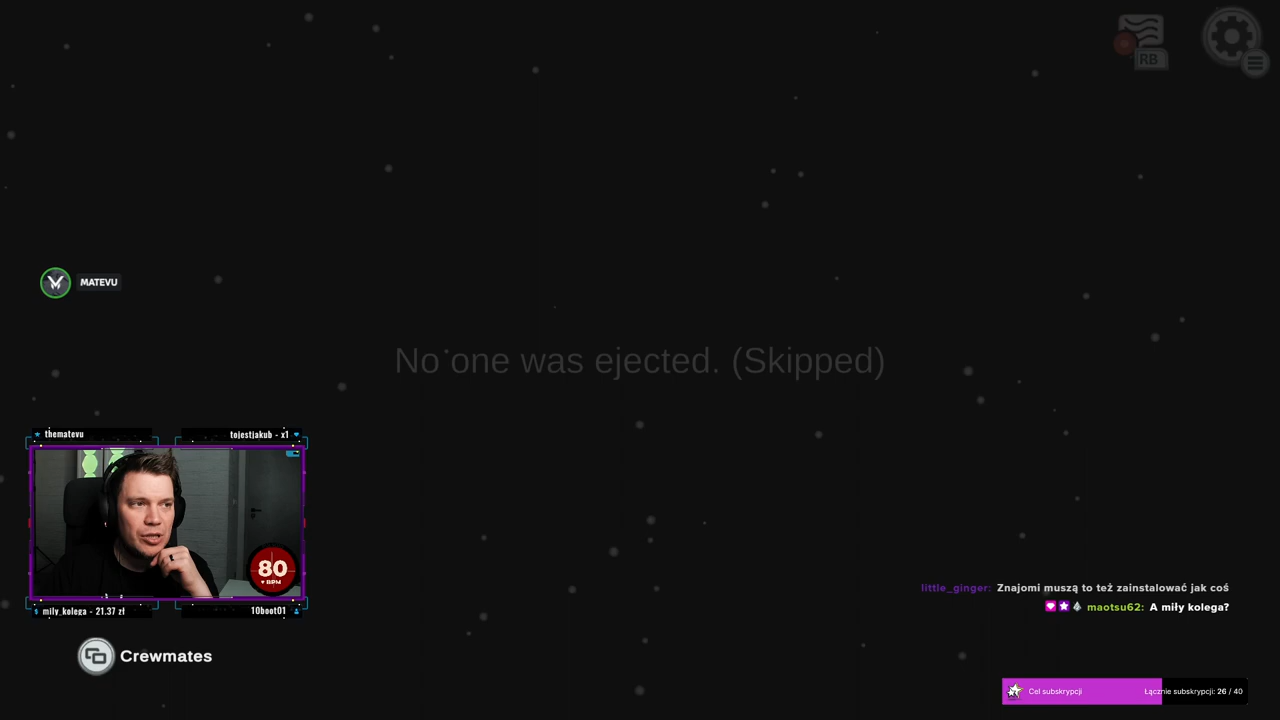 RB
MATEVU
No one was ejected. (Skipped)
thematevu
tojestjakub - x1
80
BPM
mily_kolega - 21.37 zł
10boot01
little_ginger: Znajomi muszą to też zainstalować jak coś
maotsu62: A miły kolega?
Crewmates
Cel subskrypcji
Łącznie subskrypcji: 26 / 40